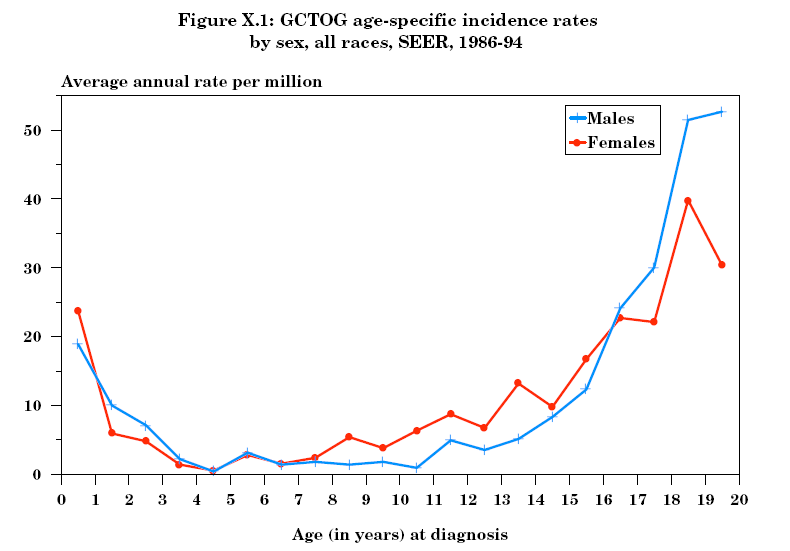 Figure X.1: GCTOG age-specific incidence rates
by sex, all races, SEER, 1986-94
Average annual rate per million
Males
Females
50
40
30
20
10
0
0 1 2 3 4 5 6 7 8 9 10 11 12 13 14 15 16 17 18 19 20
Age (in years) at diagnosis